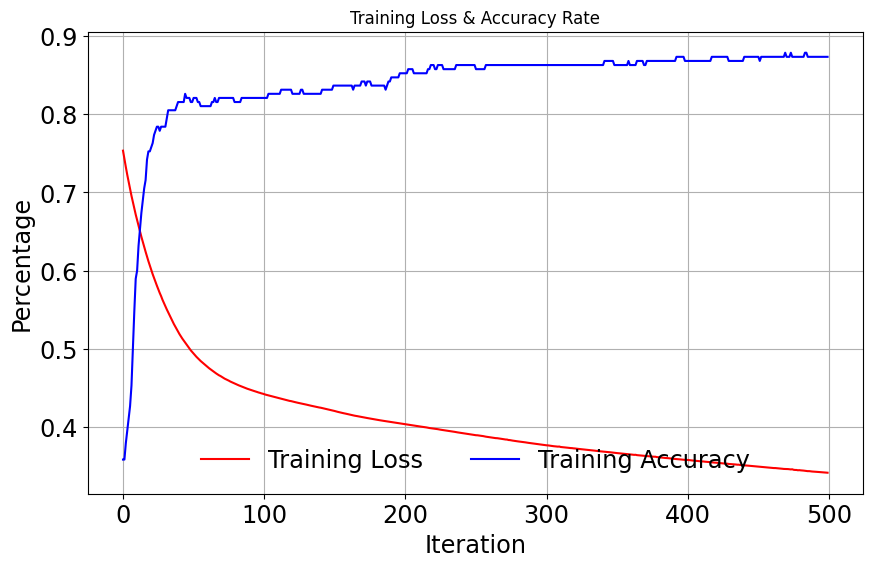 Training Loss & Accuracy Rate
0.9
0.8
0.7
0.6
0.5
0.4
Percentage
Training Loss
Training Accuracy
0 100 200 300 400 500
Iteration